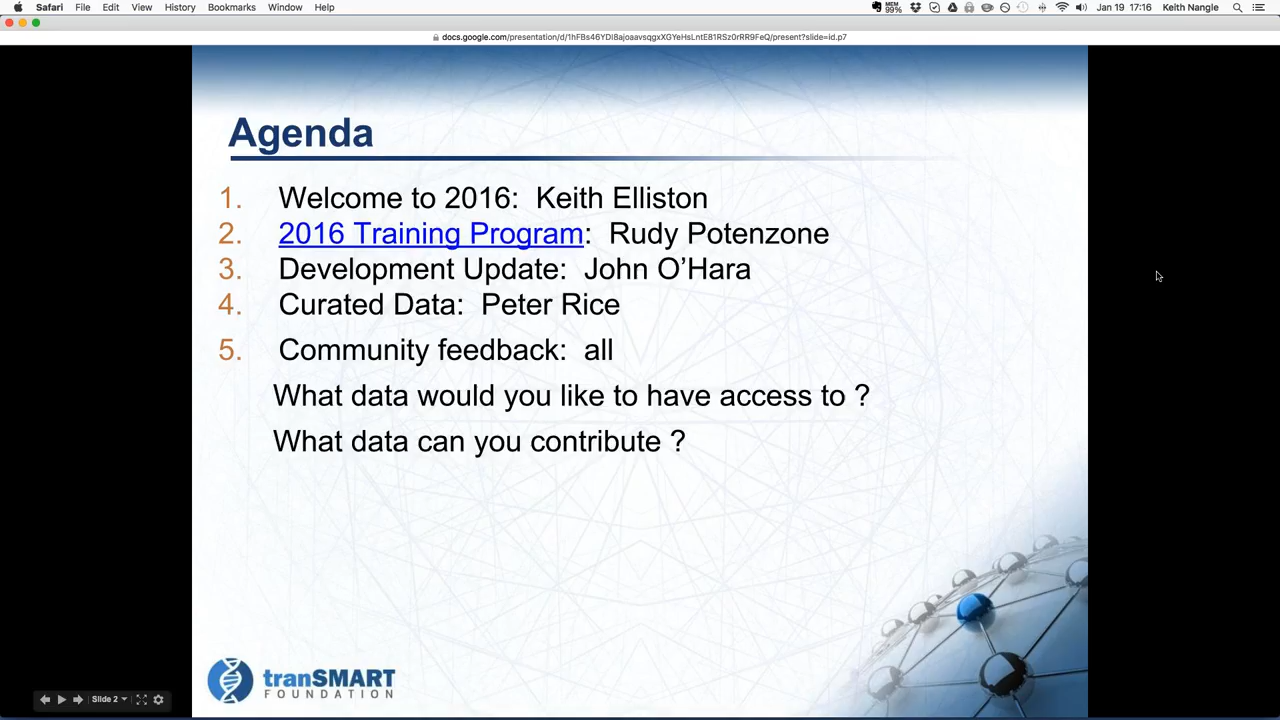 Safari File Edit View History Bookmarks Window Help MEM 99% Jan 19 17:16 Keith Nangle
Agenda
1. Welcome to 2016: Keith Elliston
2. 2016 Training Program: Rudy Potenzone
3. Development Update: John O’Hara
4. Curated Data: Peter Rice
5. Community feedback: all
What data would you like to have access to ?
What data can you contribute ?
tranSMART
FOUNDATION
Slide 2